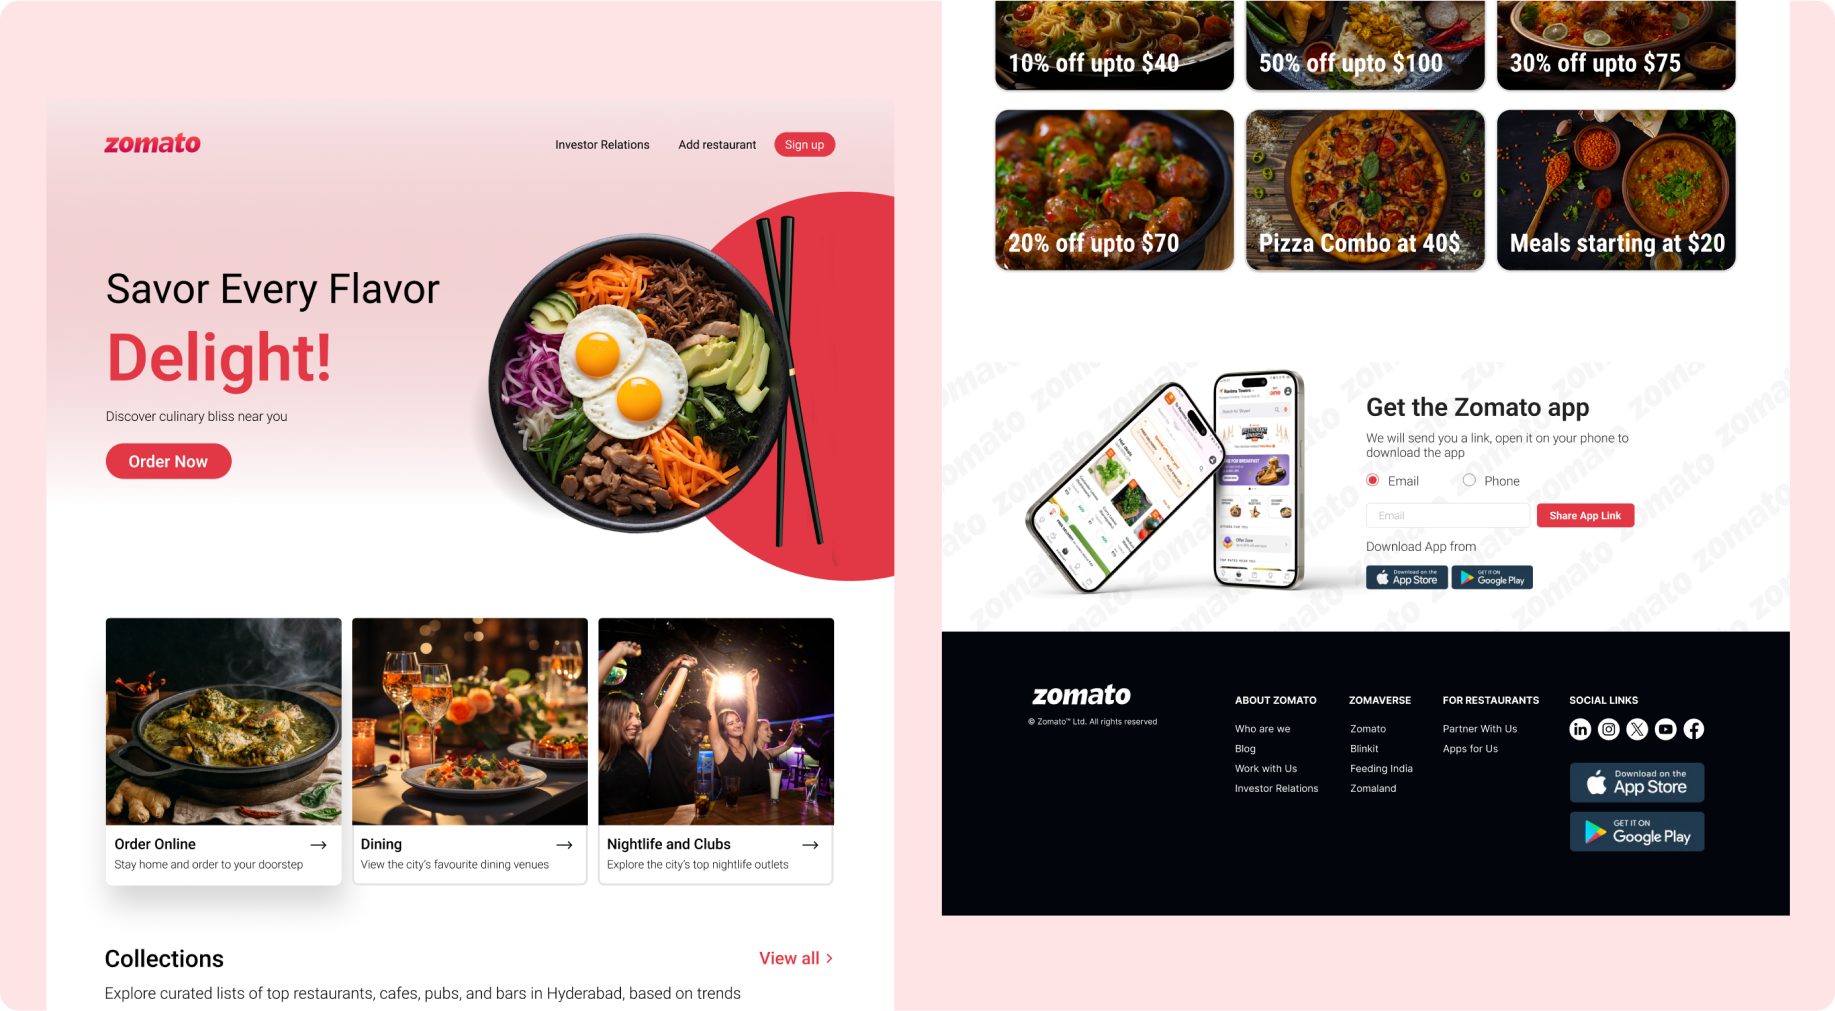 zomato
Investor Relations
Add restaurant
Sign up
Savor Every Flavor
Delight!
Discover culinary bliss near you
Order Now
Order Online
Stay home and order to your doorstep
Dining
View the city's favourite dining venues
Nightlife and Clubs
Explore the city's top nightlife outlets
Collections
View all
Explore curated lists of top restaurants, cafes, pubs, and bars in Hyderabad, based on trends
10% off upto $40
50% off upto $100
30% off upto $75
20% off upto $70
Pizza Combo at 40$
Meals starting at $20
Get the Zomato app
We will send you a link, open it on your phone to
download the app
Email
Phone
Email
Share App Link
Download App from
Download on the
App Store
GET IT ON
Google Play
zomato
© Zomato™ Ltd. All rights reserved
ABOUT ZOMATO
Who are we
Blog
Work with Us
Investor Relations
ZOMAVERSE
Zomato
Blinkit
Feeding India
Zomaland
FOR RESTAURANTS
Partner With Us
Apps for Us
SOCIAL LINKS
Download on the
App Store
GET IT ON
Google Play